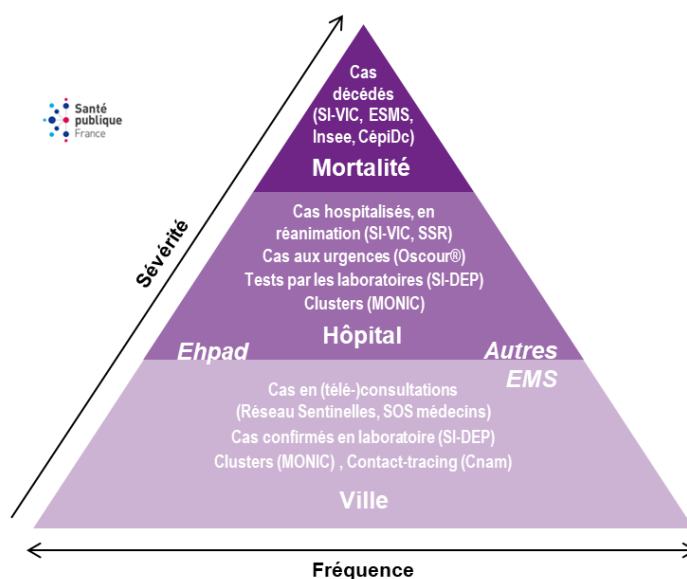 Santé
publique
France
Sévérité
Cas
décédés
(SI-VIC, ESMS,
Insee, CépiDc)
Mortalité
Cas hospitalisés, en
réanimation (SI-VIC, SSR)
Cas aux urgences (Oscour®)
Tests par les laboratoires (SI-DEP)
Clusters (MONIC)
Hôpital
Ehpad
Autres
EMS
Cas en (télé-)consultations
(Réseau Sentinelles, SOS médecins)
Cas confirmés en laboratoire (SI-DEP)
Clusters (MONIC) , Contact-tracing (Cnam)
Ville
Fréquence